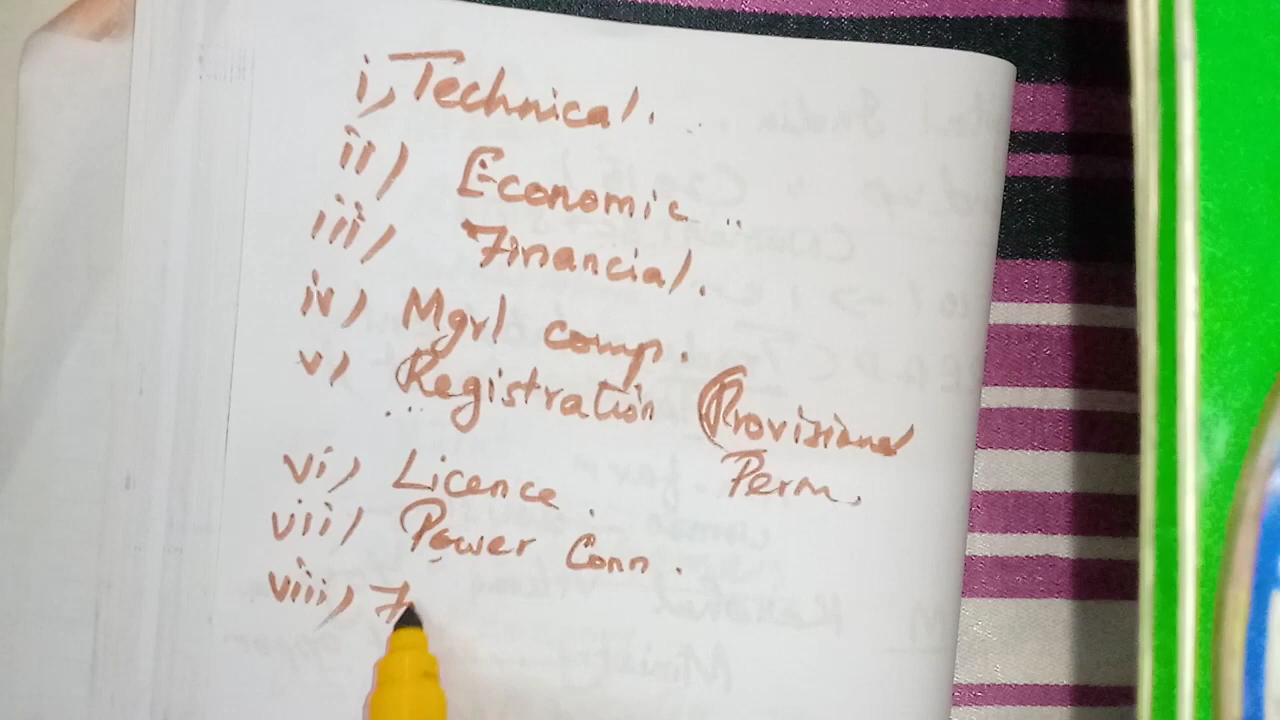 i) Technical.
ii) Economic..
iii) Financial.
iv) Mgrl comp.
v) Registration (Provisional
Perm.
vi) Licence.
vii) Power Conn.
viii) F